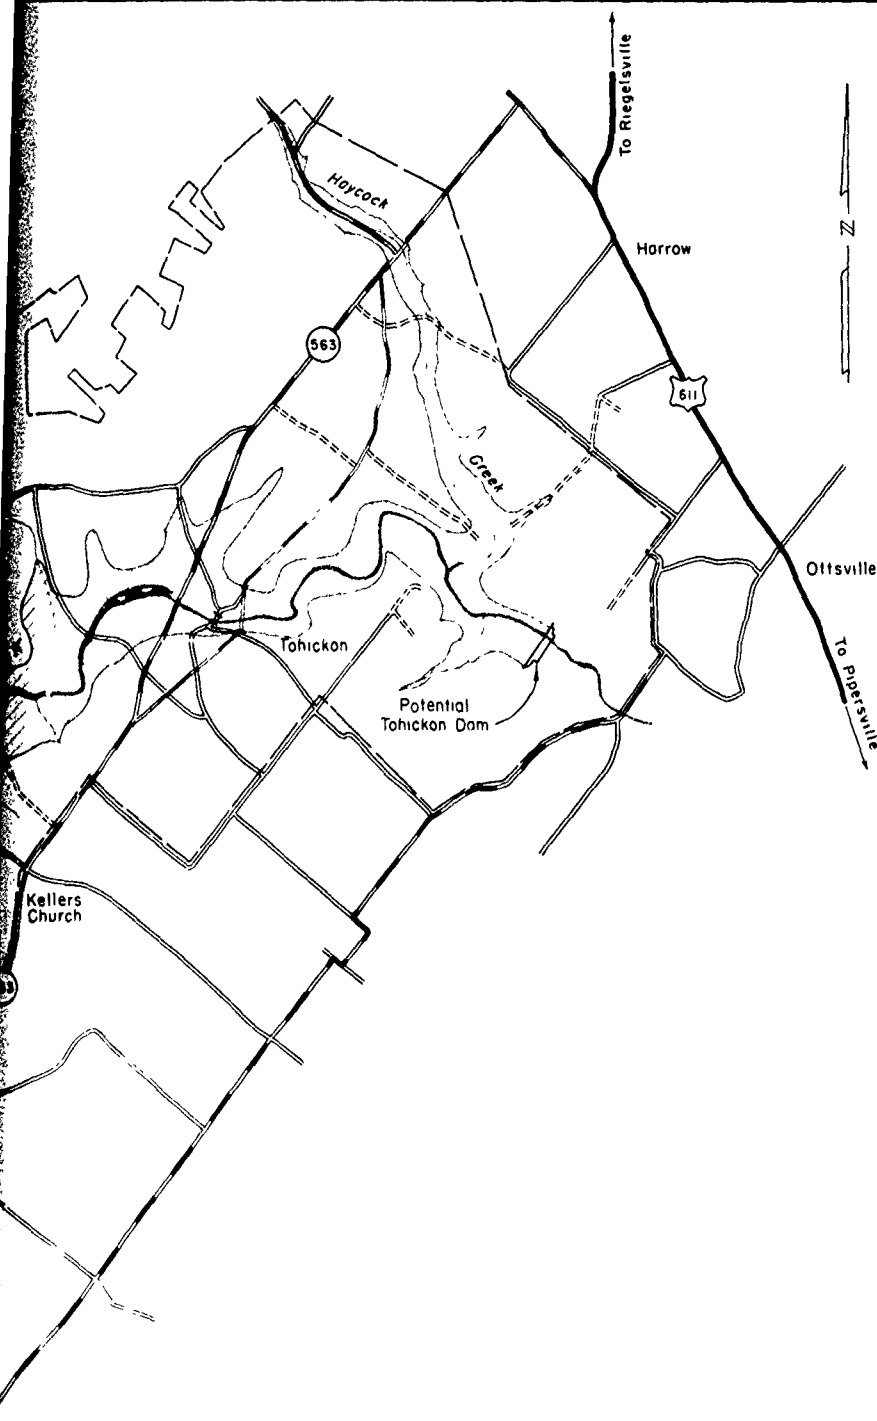 To Riegelsville
Haycock
N
Harrow
563
611
Creek
Ottsville
Tohickon
To Pipersville
Potential
Tohickon Dam
Kellers
Church